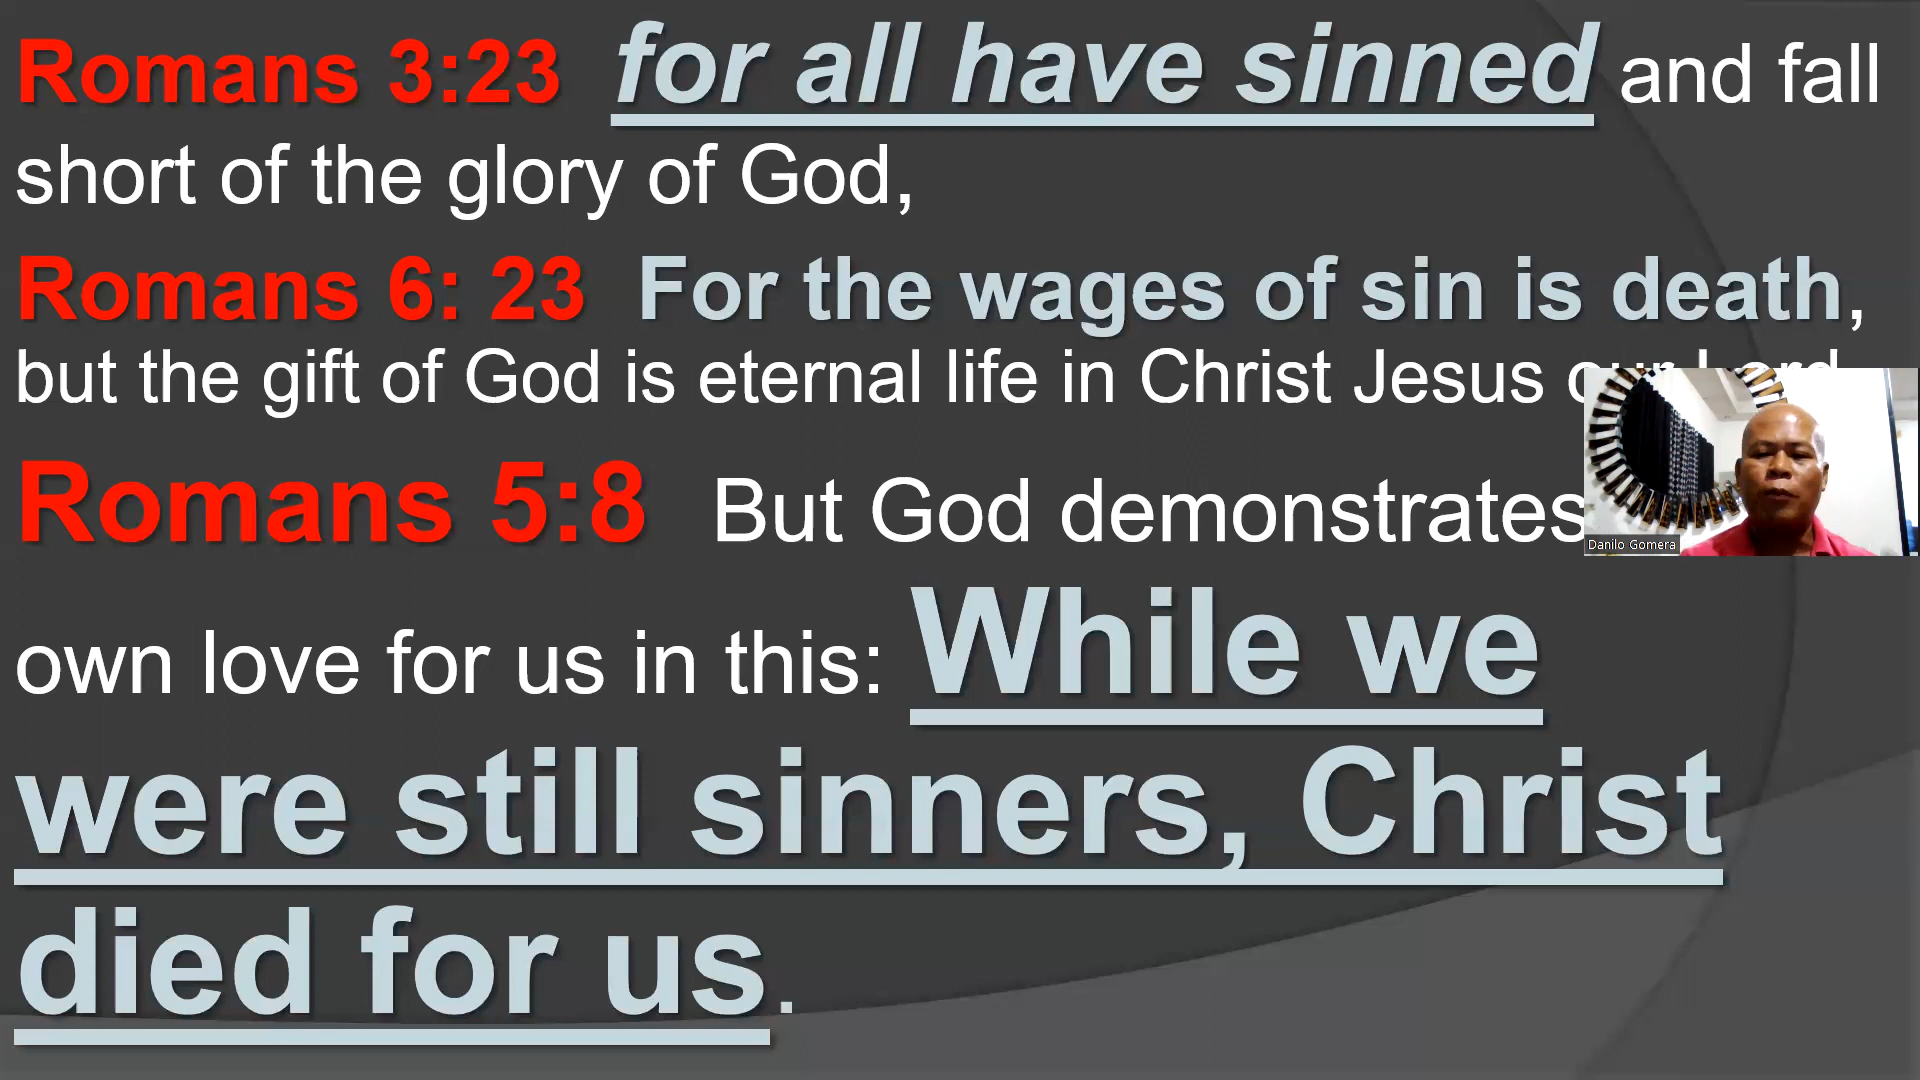 Romans 3:23 for all have sinned and fall
short of the glory of God,
Romans 6: 23 For the wages of sin is death,
but the gift of God is eternal life in Christ Jesus our Lord
Romans 5:8 But God demonstrates
Danilo Gomera
own love for us in this: While we
were still sinners, Christ
died for us.